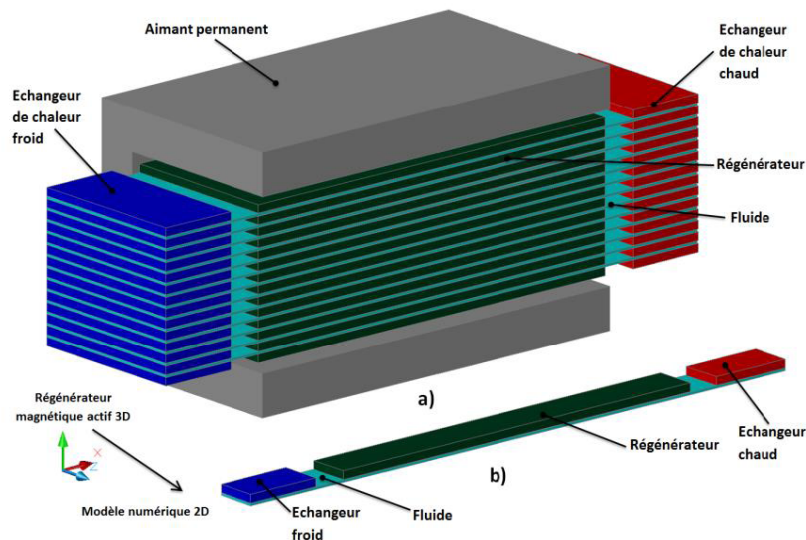 Aimant permanent
Echangeur
de chaleur
chaud
Echangeur
de chaleur
froid
Régénérateur
Fluide
a)
Régénérateur
magnétique actif 3D
X
Z
Modèle numérique 2D
Régénérateur
Echangeur
chaud
b)
Echangeur
froid
Fluide